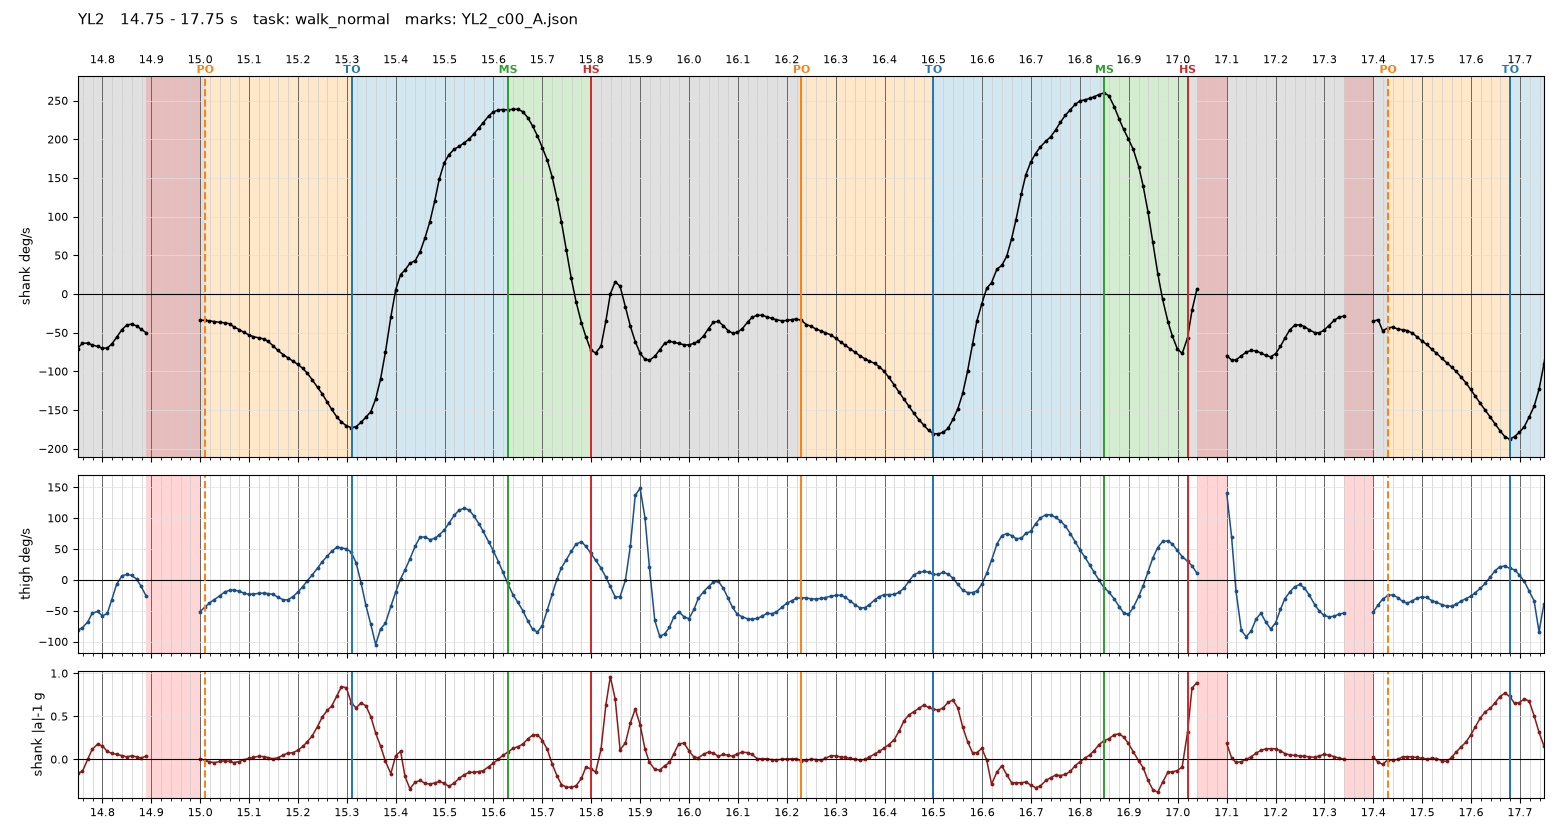 YL2   14.75 - 17.75 s   task: walk_normal   marks: YL2_c00_A.json
14.8 14.9 15.0 15.1 15.2 15.3 15.4 15.5 15.6 15.7 15.8 15.9 16.0 16.1 16.2 16.3 16.4 16.5 16.6 16.7 16.8 16.9 17.0 17.1 17.2 17.3 17.4 17.5 17.6 17.7
PO TO MS HS PO TO MS HS PO TO
shank deg/s
250
200
150
100
50
0
−50
−100
−150
−200
thigh deg/s
150
100
50
0
−50
−100
shank |a|-1 g
1.0
0.5
0.0
14.8 14.9 15.0 15.1 15.2 15.3 15.4 15.5 15.6 15.7 15.8 15.9 16.0 16.1 16.2 16.3 16.4 16.5 16.6 16.7 16.8 16.9 17.0 17.1 17.2 17.3 17.4 17.5 17.6 17.7